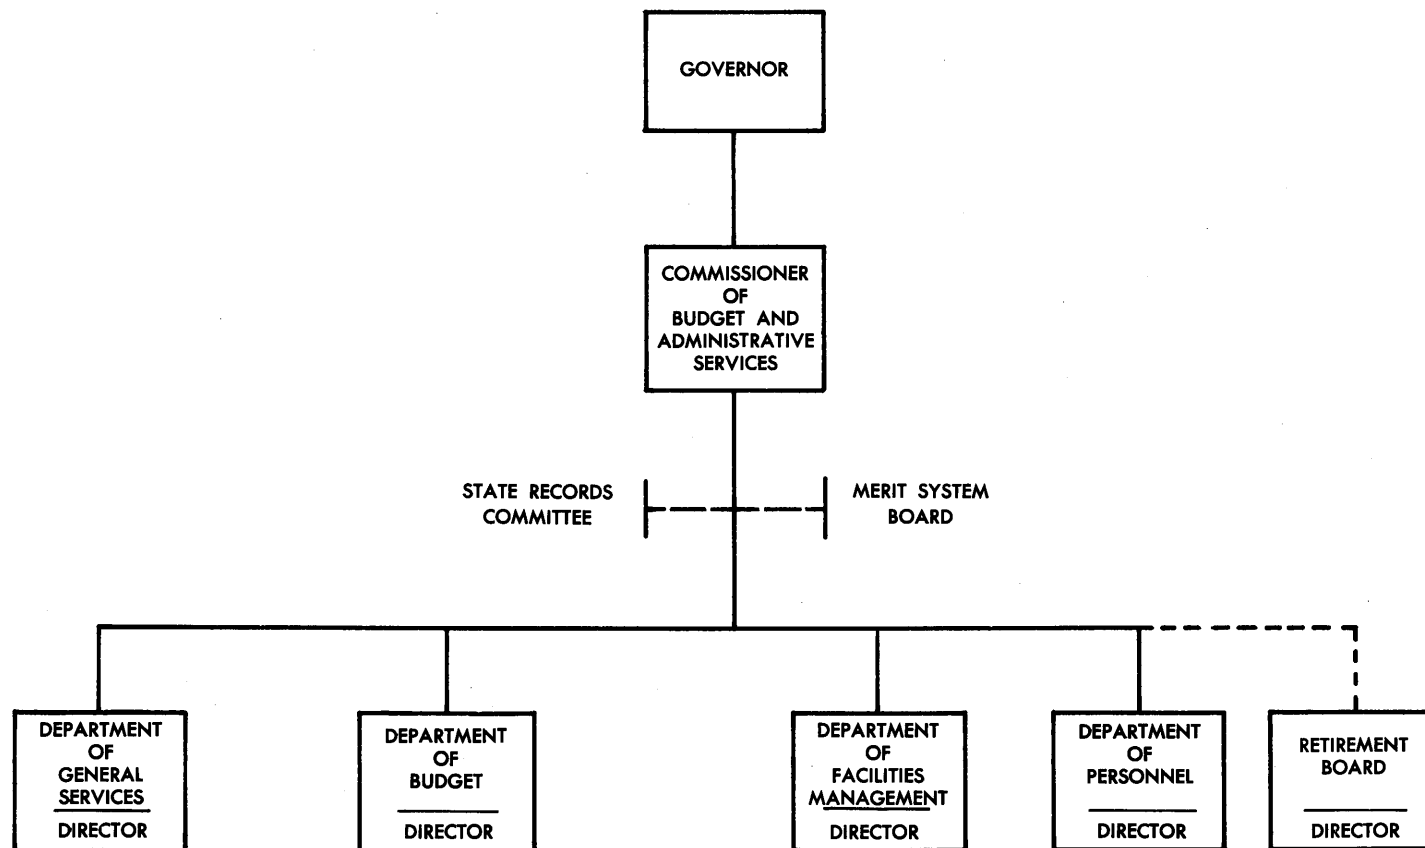 GOVERNOR
COMMISSIONER
OF
BUDGET AND
ADMINISTRATIVE
SERVICES
STATE RECORDS
COMMITTEE
MERIT SYSTEM
BOARD
DEPARTMENT
OF
GENERAL
SERVICES
DIRECTOR
DEPARTMENT
OF
BUDGET
DIRECTOR
DEPARTMENT
OF
FACILITIES
MANAGEMENT
DIRECTOR
DEPARTMENT
OF
PERSONNEL
DIRECTOR
RETIREMENT
BOARD
DIRECTOR